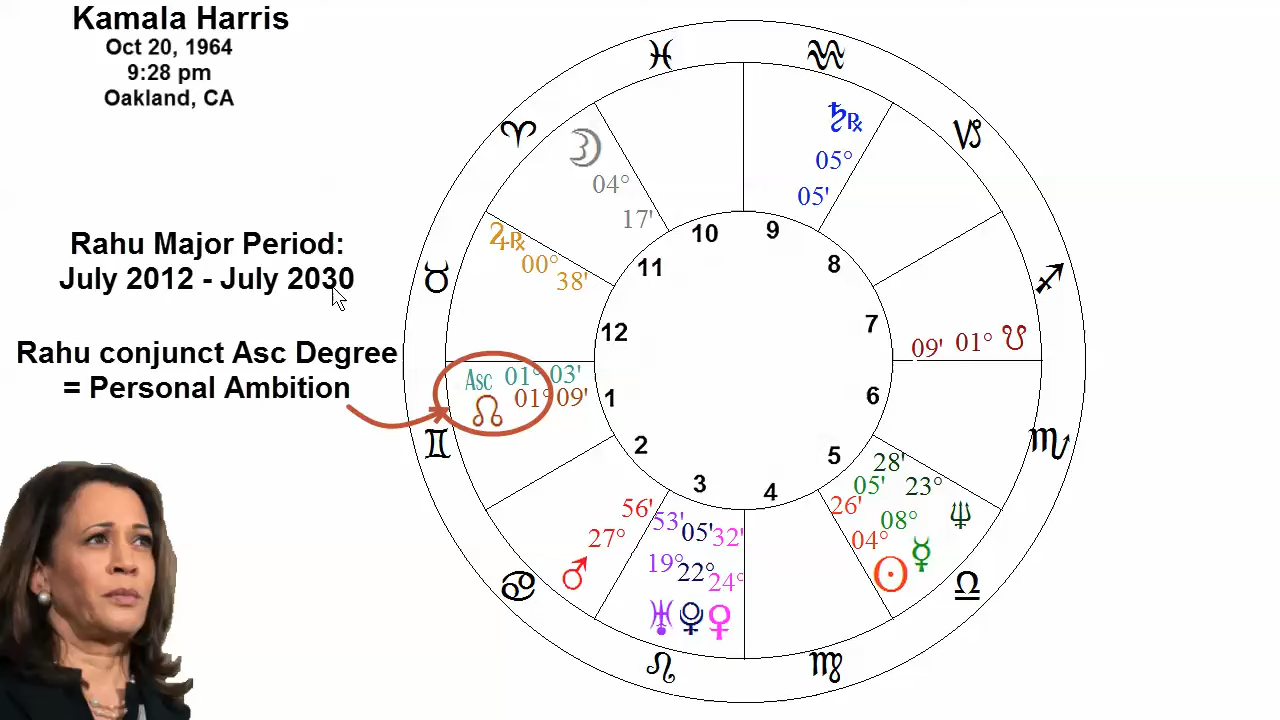 Kamala Harris
Oct 20, 1964
9:28 pm
Oakland, CA
Rahu Major Period:
July 2012 - July 2030
Rahu conjunct Asc Degree
= Personal Ambition
♓
♒
♈
♑
♉
♐
♊
♏
♋
♎
♌
♍
☽
04°
17'
♄℞
05°
05'
♃℞
00°
38'
09' 01° ☋
Asc 01° 03'
☊ 01° 09'
56'
27°
♂
53' 05' 32'
19° 22° 24°
♅ ♇ ♀
28'
05' 23°
26' 08° ♆
04° ☿
☉
10
9
11
8
12
7
1
6
2
5
3
4